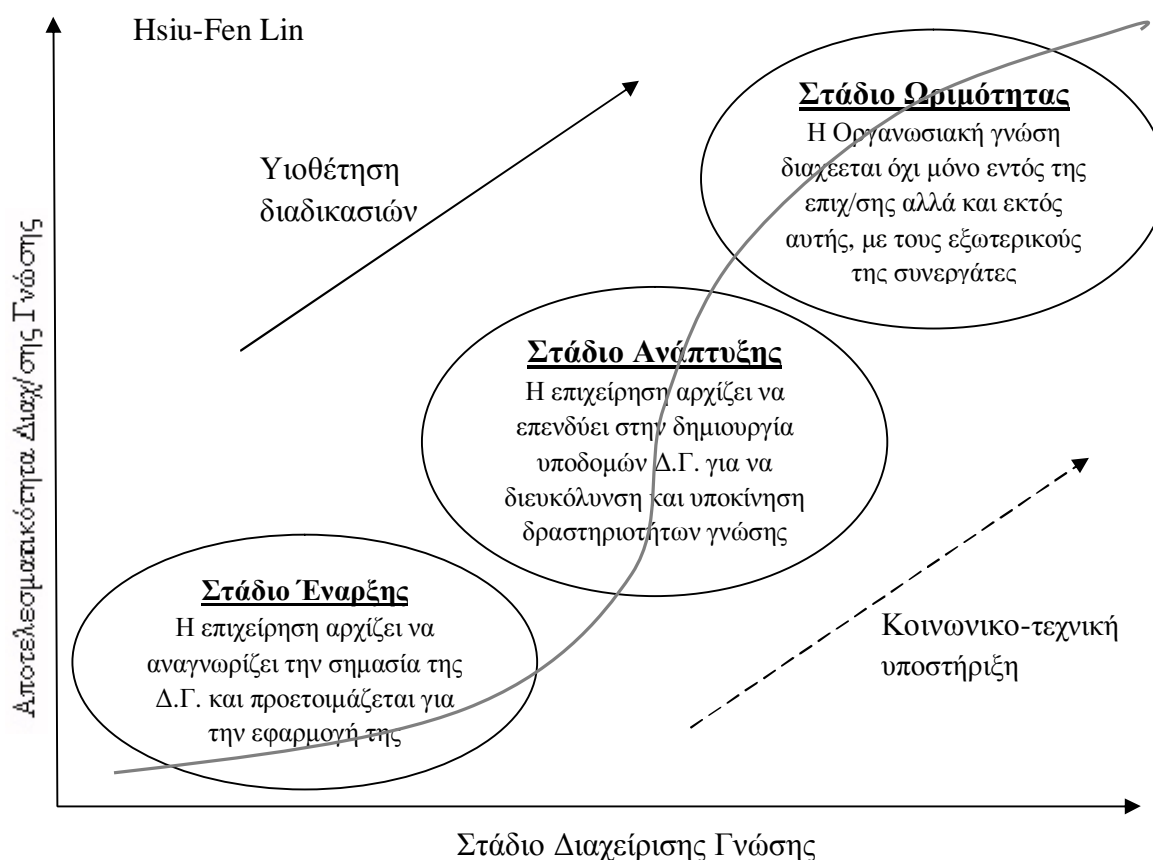 Hsiu-Fen Lin
Στάδιο Ωριμότητας
Η Οργανωσιακή γνώση
διαχεεται όχι μόνο εντός της
επιχ/σης αλλά και εκτός
αυτής, με τους εξωτερικούς
της συνεργάτες
Υιοθέτηση
διαδικασιών
Στάδιο Ανάπτυξης
Η επιχείρηση αρχίζει να
επενδύει στην δημιουργία
υποδομών Δ.Γ. για να
διευκόλυνση και υποκίνηση
δραστηριοτήτων γνώσης
Στάδιο Έναρξης
Η επιχείρηση αρχίζει να
αναγνωρίζει την σημασία της
Δ.Γ. και προετοιμάζεται για
την εφαρμογή της
Κοινωνικο-τεχνική
υποστήριξη
Αποτελεσματικότητα Διαχ/σης Γνώσης
Στάδιο Διαχείρισης Γνώσης